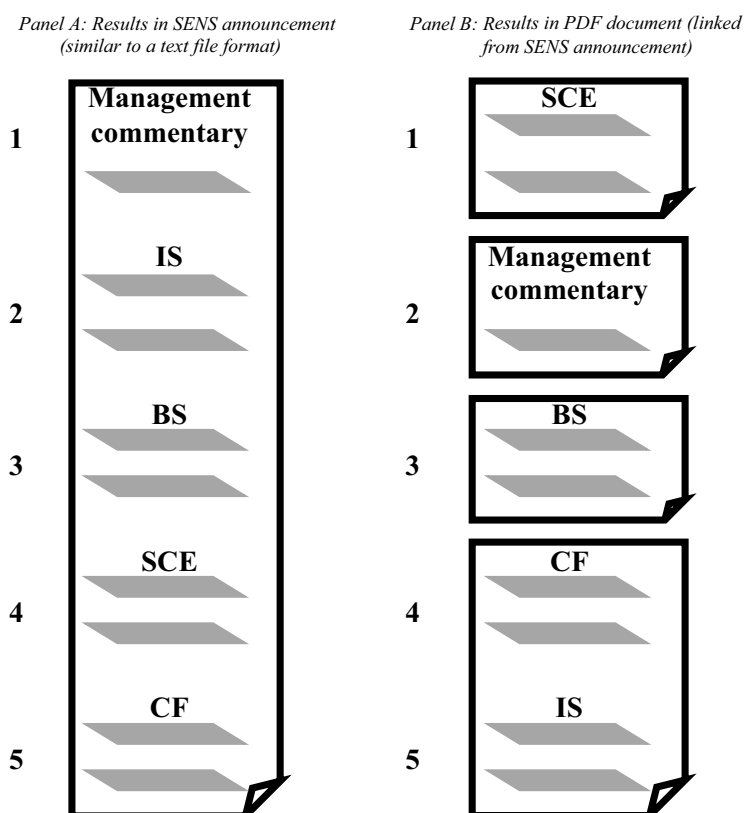 Panel A: Results in SENS announcement
(similar to a text file format)
Management
commentary
1
IS
2
BS
3
SCE
4
CF
5
Panel B: Results in PDF document (linked
from SENS announcement)
SCE
1
Management
commentary
2
BS
3
CF
4
IS
5